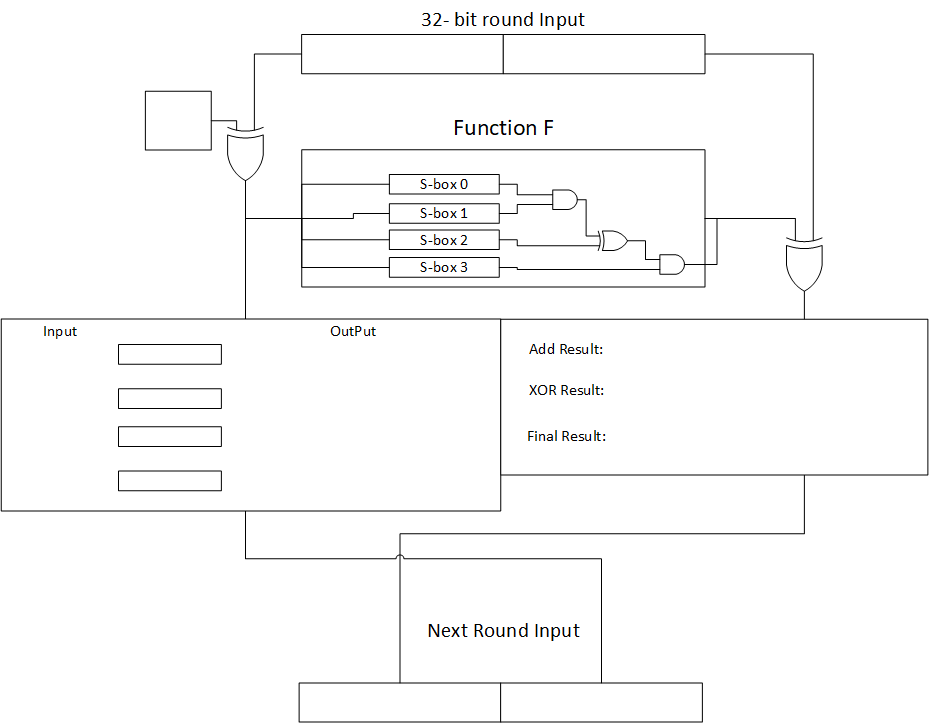 32- bit round Input
Function F
S-box 0
S-box 1
S-box 2
S-box 3
Input
OutPut
Add Result:
XOR Result:
Final Result:
Next Round Input